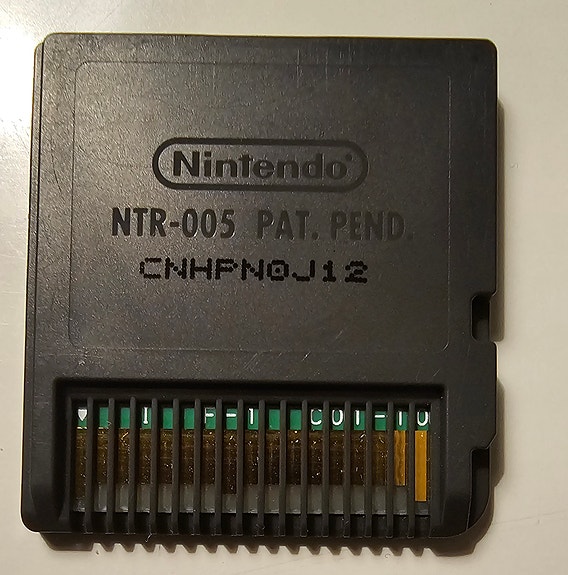 Nintendo®
NTR-005 PAT. PEND.
CNHPN0J12